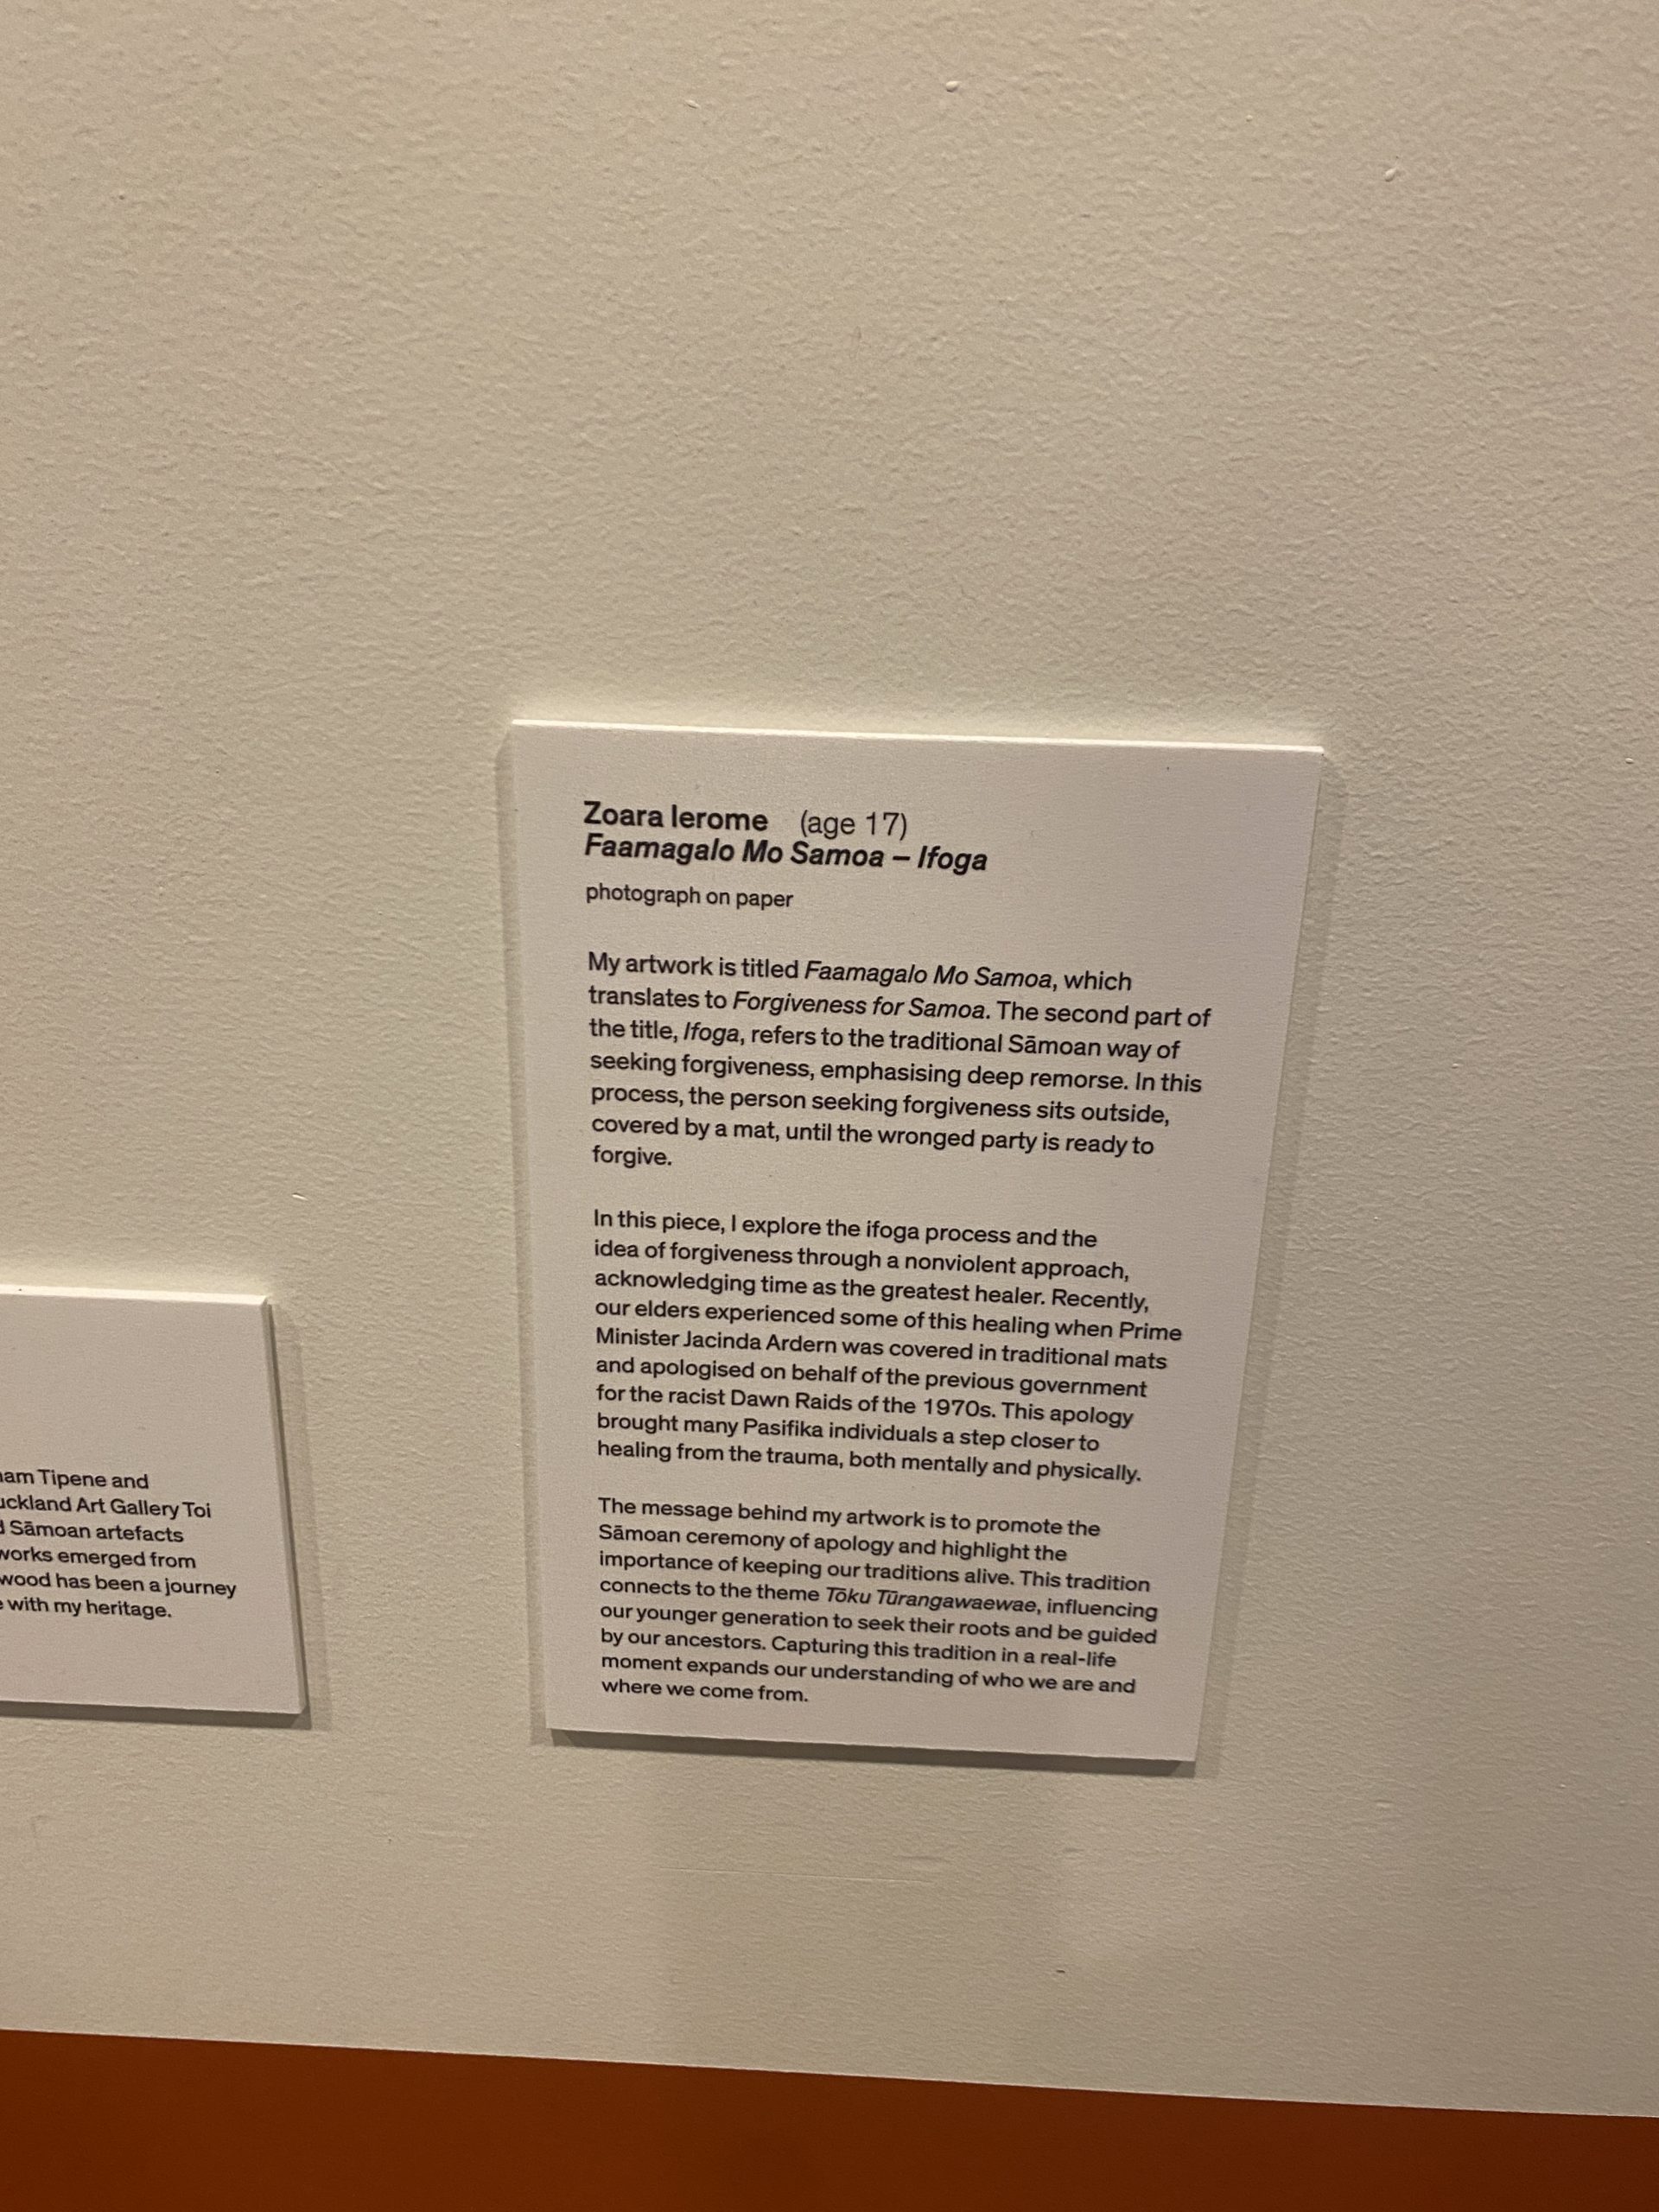 Zoara Ierome (age 17)
Faamagalo Mo Samoa – Ifoga
photograph on paper
My artwork is titled Faamagalo Mo Samoa, which
translates to Forgiveness for Samoa. The second part of
the title, Ifoga, refers to the traditional Sāmoan way of
seeking forgiveness, emphasising deep remorse. In this
process, the person seeking forgiveness sits outside,
covered by a mat, until the wronged party is ready to
forgive.
In this piece, I explore the ifoga process and the
idea of forgiveness through a nonviolent approach,
acknowledging time as the greatest healer. Recently,
our elders experienced some of this healing when Prime
Minister Jacinda Ardern was covered in traditional mats
and apologised on behalf of the previous government
for the racist Dawn Raids of the 1970s. This apology
brought many Pasifika individuals a step closer to
healing from the trauma, both mentally and physically.
The message behind my artwork is to promote the
Sāmoan ceremony of apology and highlight the
importance of keeping our traditions alive. This tradition
connects to the theme Tōku Tūrangawaewae, influencing
our younger generation to seek their roots and be guided
by our ancestors. Capturing this tradition in a real-life
moment expands our understanding of who we are and
where we come from.
Tipene and
Art Gallery Toi
Sāmoan artefacts
works emerged from
wood has been a journey
with my heritage.